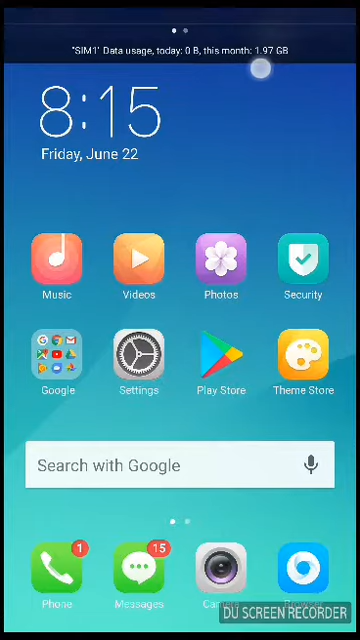 "SIM1" Data usage, today: 0 B, this month: 1.97 GB
8:15
Friday, June 22
Music Videos Photos Security
Google Settings Play Store Theme Store
Search with Google
1 15
Phone Messages
DU SCREEN RECORDER